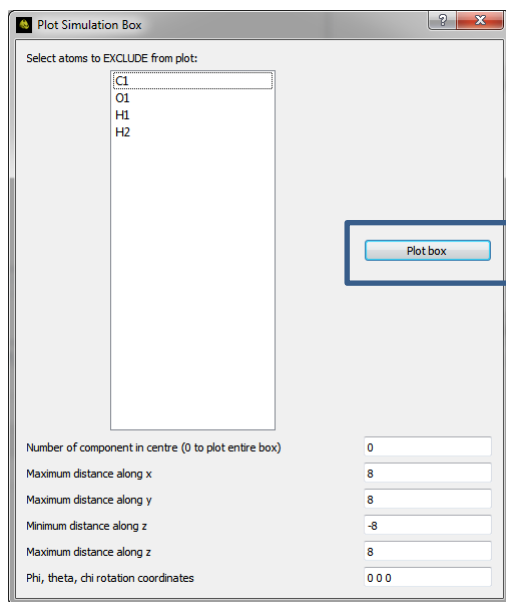 Plot Simulation Box
?
X
Select atoms to EXCLUDE from plot:
C1
O1
H1
H2
Plot box
Number of component in centre (0 to plot entire box) 0
Maximum distance along x 8
Maximum distance along y 8
Minimum distance along z -8
Maximum distance along z 8
Phi, theta, chi rotation coordinates 0 0 0